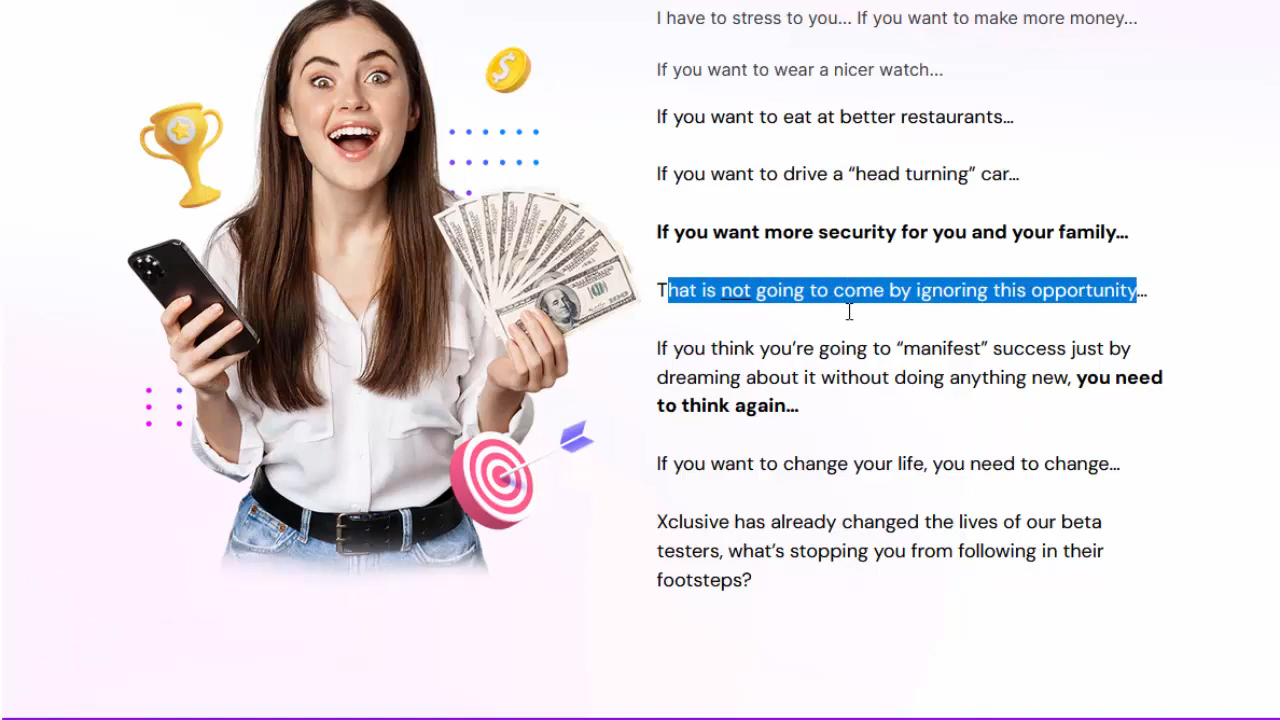 I have to stress to you... If you want to make more money...
If you want to wear a nicer watch...
If you want to eat at better restaurants...
If you want to drive a “head turning” car...
If you want more security for you and your family...
That is not going to come by ignoring this opportunity...
If you think you’re going to “manifest” success just by
dreaming about it without doing anything new, you need
to think again...
If you want to change your life, you need to change...
Xclusive has already changed the lives of our beta
testers, what’s stopping you from following in their
footsteps?